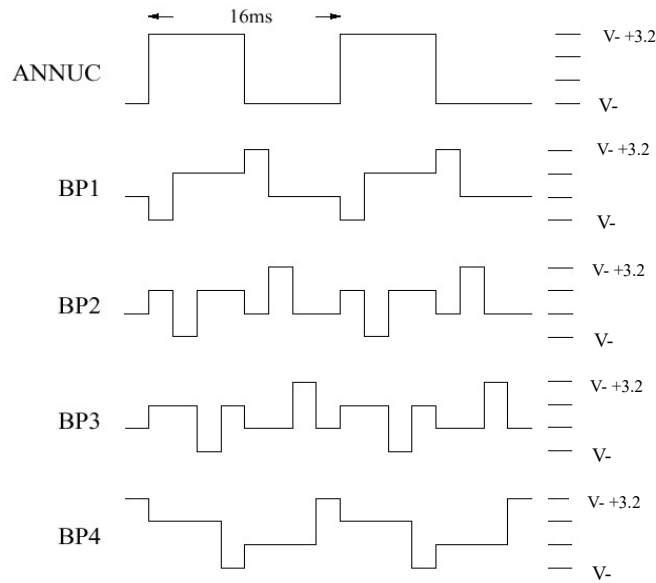 16ms
V- +3.2
ANNUC
V-
V- +3.2
BP1
V-
V- +3.2
BP2
V-
V- +3.2
BP3
V-
V- +3.2
BP4
V-